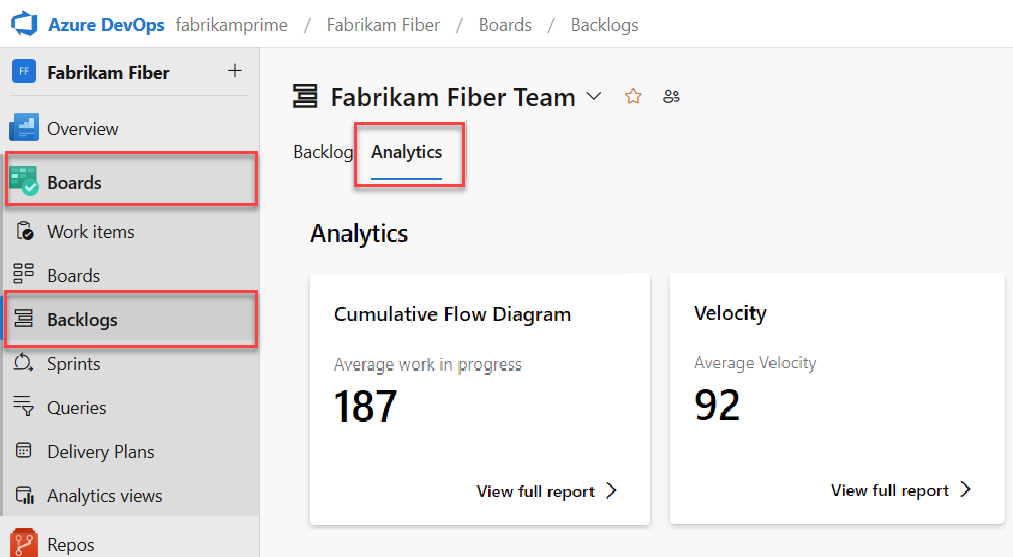 Azure DevOps fabrikamprime / Fabrikam Fiber / Boards / Backlogs
FF Fabrikam Fiber +
Overview
Boards
Work items
Boards
Backlogs
Sprints
Queries
Delivery Plans
Analytics views
Repos
Fabrikam Fiber Team
Backlog Analytics
Analytics
Cumulative Flow Diagram
Average work in progress
187
View full report
Velocity
Average Velocity
92
View full report